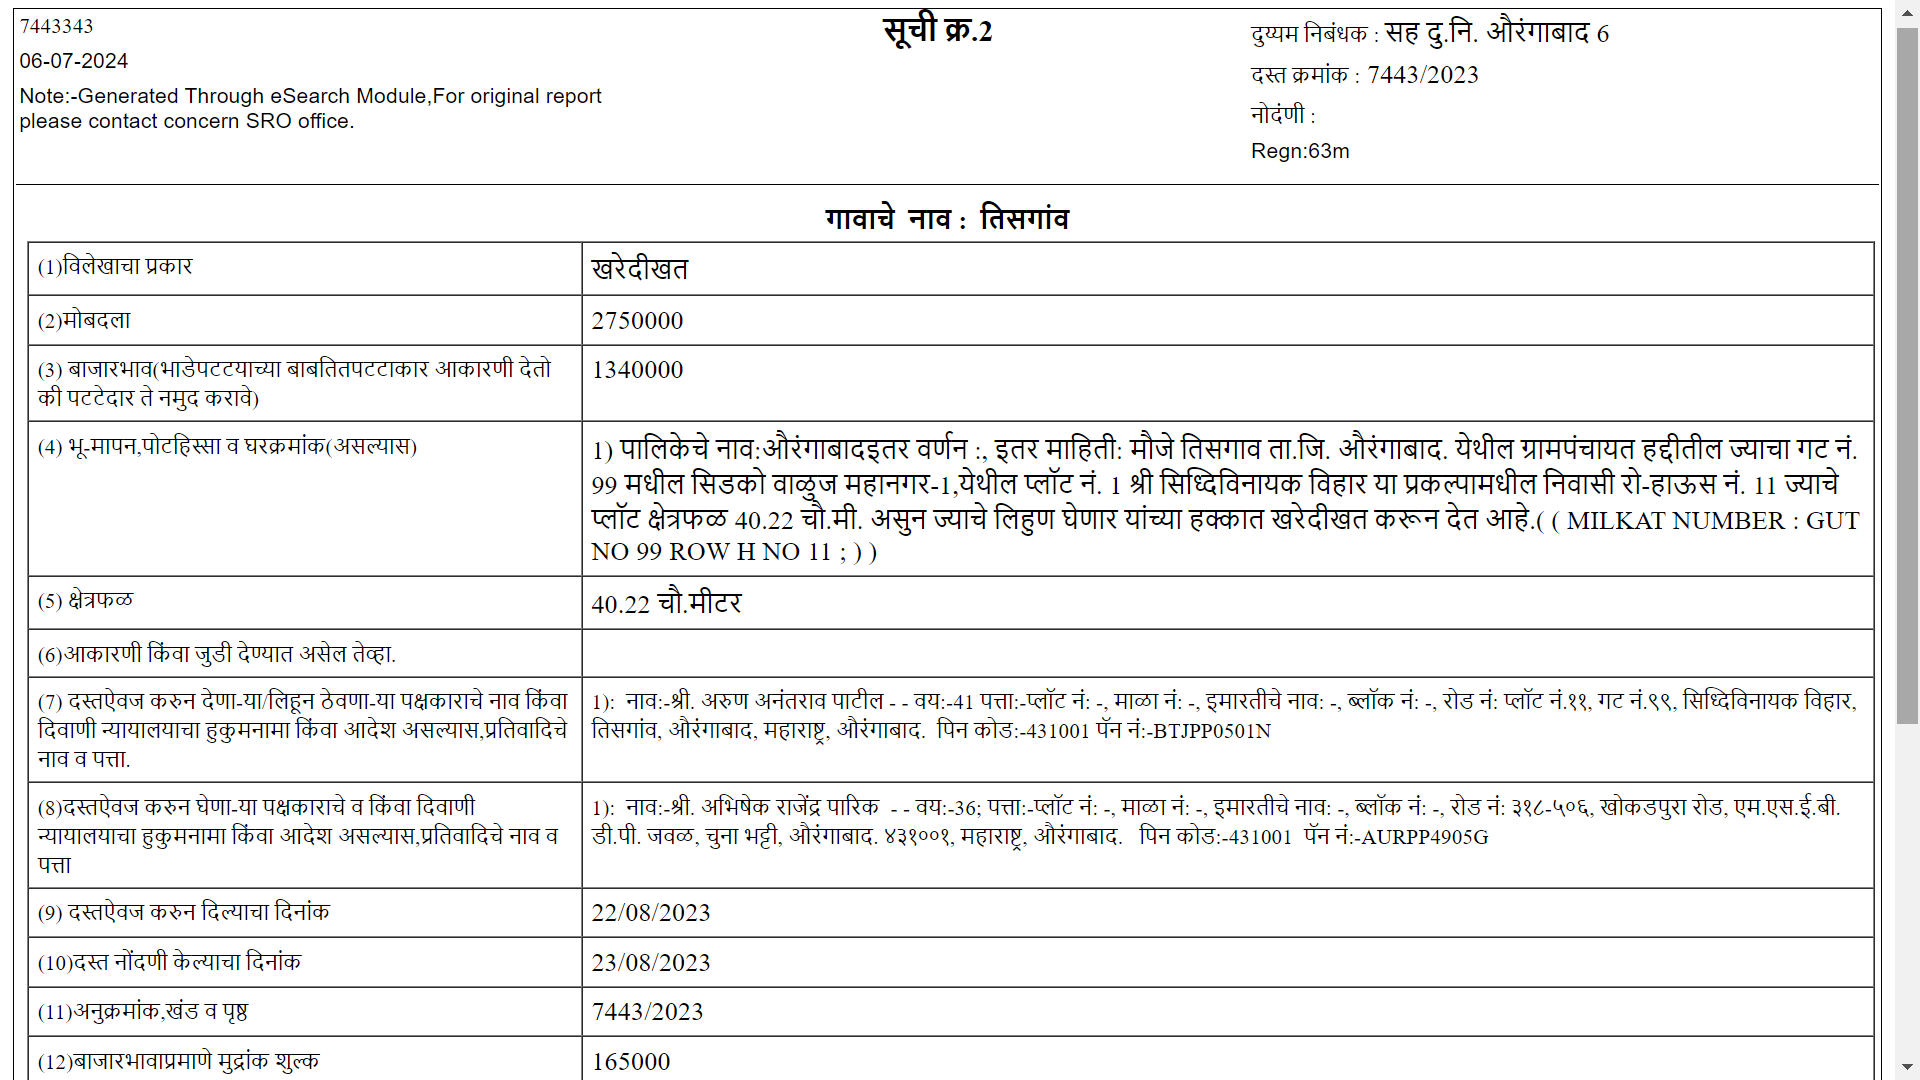 7443343
06-07-2024
Note:-Generated Through eSearch Module,For original report
please contact concern SRO office.
सूची क्र.2
दुय्यम निबंधक : सह दु.नि. औरंगाबाद 6
दस्त क्रमांक : 7443/2023
नोदंणी :
Regn:63m
गावाचे नाव : तिसगांव
(1)विलेखाचा प्रकार
खरेदीखत
(2)मोबदला
2750000
(3) बाजारभाव(भाडेपटटयाच्या बाबतितपटटाकार आकारणी देतो
की पटटेदार ते नमुद करावे)
1340000
(4) भू-मापन,पोटहिस्सा व घरक्रमांक(असल्यास)
1) पालिकेचे नाव:औरंगाबादइतर वर्णन :, इतर माहिती: मौजे तिसगाव ता.जि. औरंगाबाद. येथील ग्रामपंचायत हद्दीतील ज्याचा गट नं.
99 मधील सिडको वाळुज महानगर-1,येथील प्लॉट नं. 1 श्री सिध्दिविनायक विहार या प्रकल्पामधील निवासी रो-हाऊस नं. 11 ज्याचे
प्लॉट क्षेत्रफळ 40.22 चौ.मी. असुन ज्याचे लिहुण घेणार यांच्या हक्कात खरेदीखत करून देत आहे.( ( MILKAT NUMBER : GUT
NO 99 ROW H NO 11 ; ) )
(5) क्षेत्रफळ
40.22 चौ.मीटर
(6)आकारणी किंवा जुडी देण्यात असेल तेव्हा.
(7) दस्तऐवज करुन देणा-या/लिहून ठेवणा-या पक्षकाराचे नाव किंवा
दिवाणी न्यायालयाचा हुकुमनामा किंवा आदेश असल्यास,प्रतिवादिचे
नाव व पत्ता.
1): नाव:-श्री. अरुण अनंतराव पाटील - - वय:-41 पत्ता:-प्लॉट नं: -, माळा नं: -, इमारतीचे नाव: -, ब्लॉक नं: -, रोड नं: प्लॉट नं.११, गट नं.९९, सिध्दिविनायक विहार,
तिसगांव, औरंगाबाद, महाराष्ट्र, औरंगाबाद. पिन कोड:-431001 पॅन नं:-BTJPP0501N
(8)दस्तऐवज करुन घेणा-या पक्षकाराचे व किंवा दिवाणी
न्यायालयाचा हुकुमनामा किंवा आदेश असल्यास,प्रतिवादिचे नाव व
पत्ता
1): नाव:-श्री. अभिषेक राजेंद्र पारिक - - वय:-36; पत्ता:-प्लॉट नं: -, माळा नं: -, इमारतीचे नाव: -, ब्लॉक नं: -, रोड नं: ३१८-५०६, खोकडपुरा रोड, एम.एस.ई.बी.
डी.पी. जवळ, चुना भट्टी, औरंगाबाद. ४३१००१, महाराष्ट्र, औरंगाबाद. पिन कोड:-431001 पॅन नं:-AURPP4905G
(9) दस्तऐवज करुन दिल्याचा दिनांक
22/08/2023
(10)दस्त नोंदणी केल्याचा दिनांक
23/08/2023
(11)अनुक्रमांक,खंड व पृष्ठ
7443/2023
(12)बाजारभावाप्रमाणे मुद्रांक शुल्क
165000